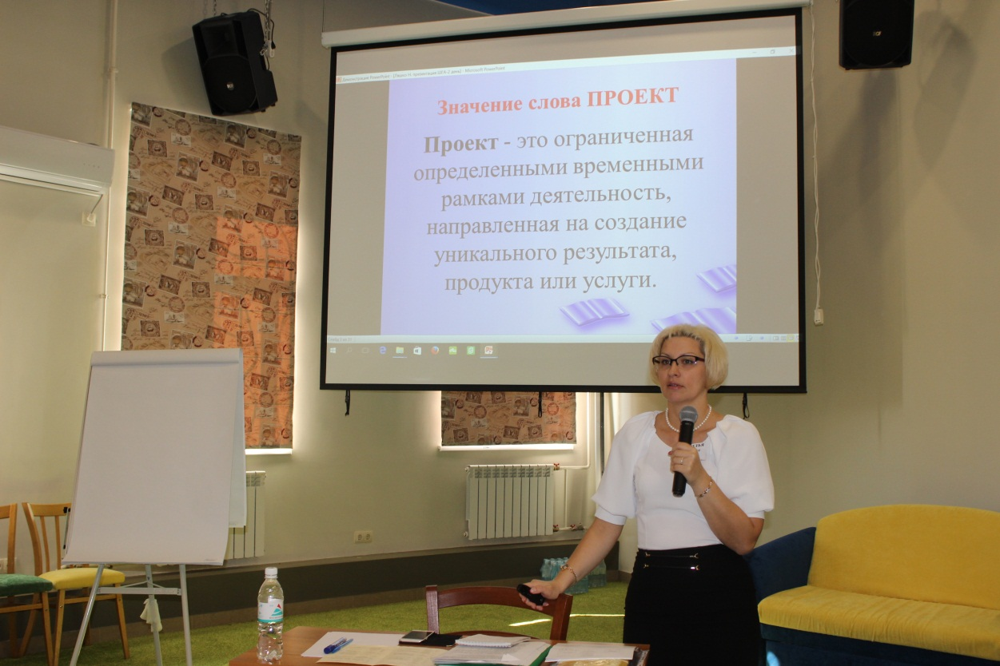 Значение слова ПРОЕКТ
Проект - это ограниченная
определенными временными
рамками деятельность,
направленная на создание
уникального результата,
продукта или услуги.